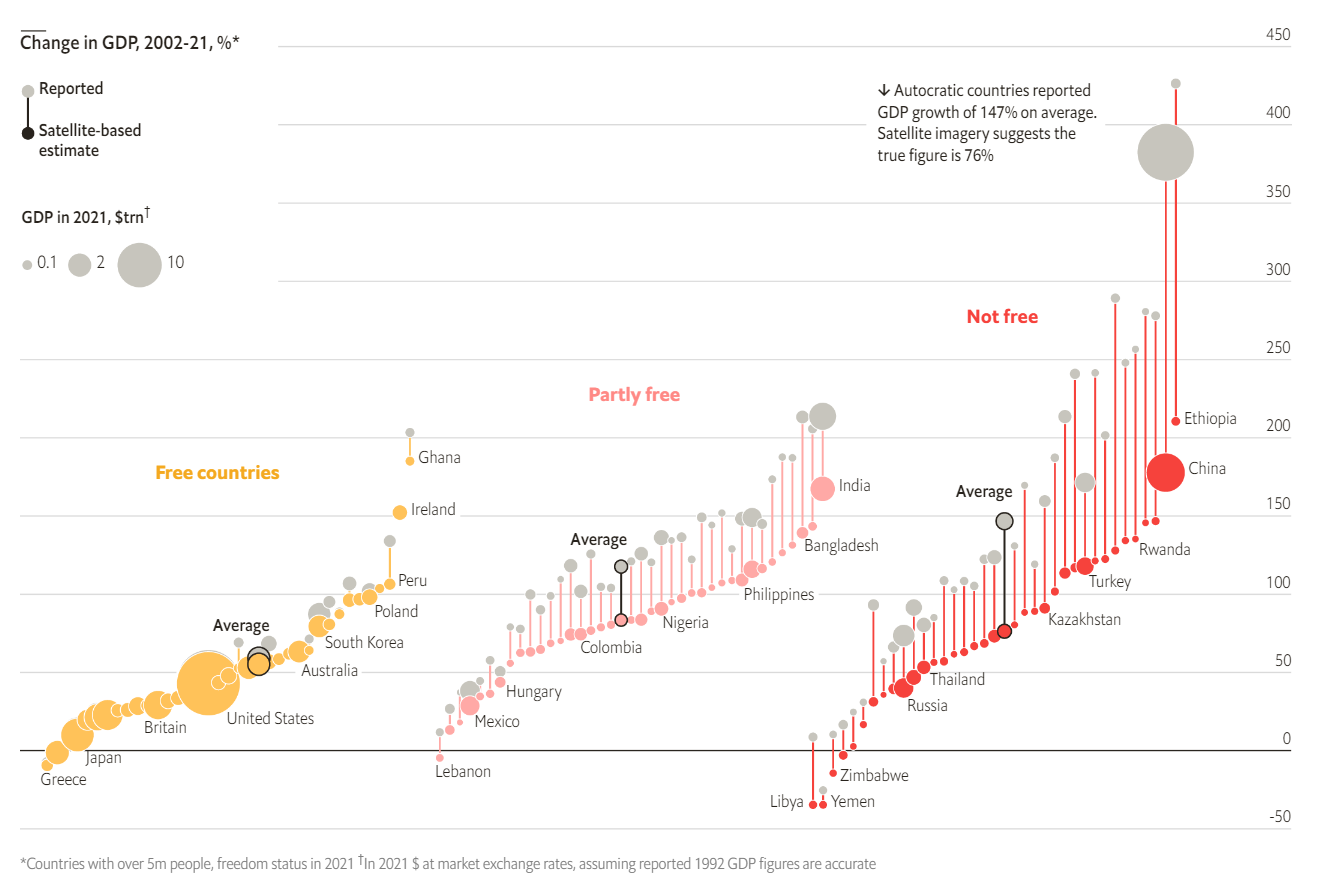 Change in GDP, 2002-21, %*
Reported
Satellite-based
estimate
GDP in 2021, $trn†
0.1
2
10
↓ Autocratic countries reported
GDP growth of 147% on average.
Satellite imagery suggests the
true figure is 76%
450
400
350
300
250
200
150
100
50
0
-50
Free countries
Ghana
Ireland
Peru
Poland
Average
South Korea
Australia
United States
Britain
Japan
Greece
Partly free
India
Average
Bangladesh
Philippines
Nigeria
Colombia
Hungary
Mexico
Lebanon
Not free
Ethiopia
China
Average
Rwanda
Turkey
Kazakhstan
Thailand
Russia
Zimbabwe
Libya
Yemen
*Countries with over 5m people, freedom status in 2021 †In 2021 $ at market exchange rates, assuming reported 1992 GDP figures are accurate